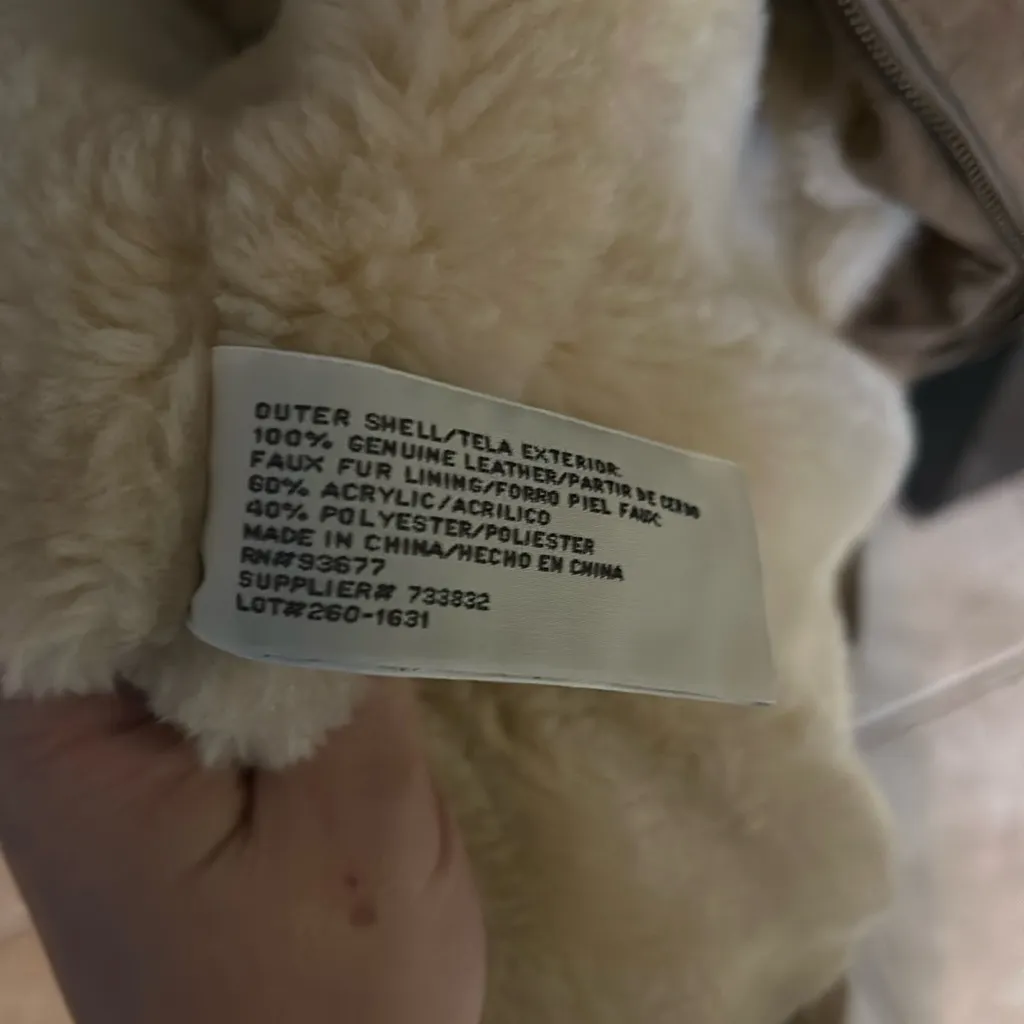 OUTER SHELL/TELA EXTERIOR
100% GENUINE LEATHER/PARTIR DE CERDO
FAUX FUR LINING/FORRO PIEL FAUX
60% ACRYLIC/ACRILICO
40% POLYESTER/POLIESTER
MADE IN CHINA/HECHO EN CHINA
RN#93677
SUPPLIER# 733832
LOT#260-1631